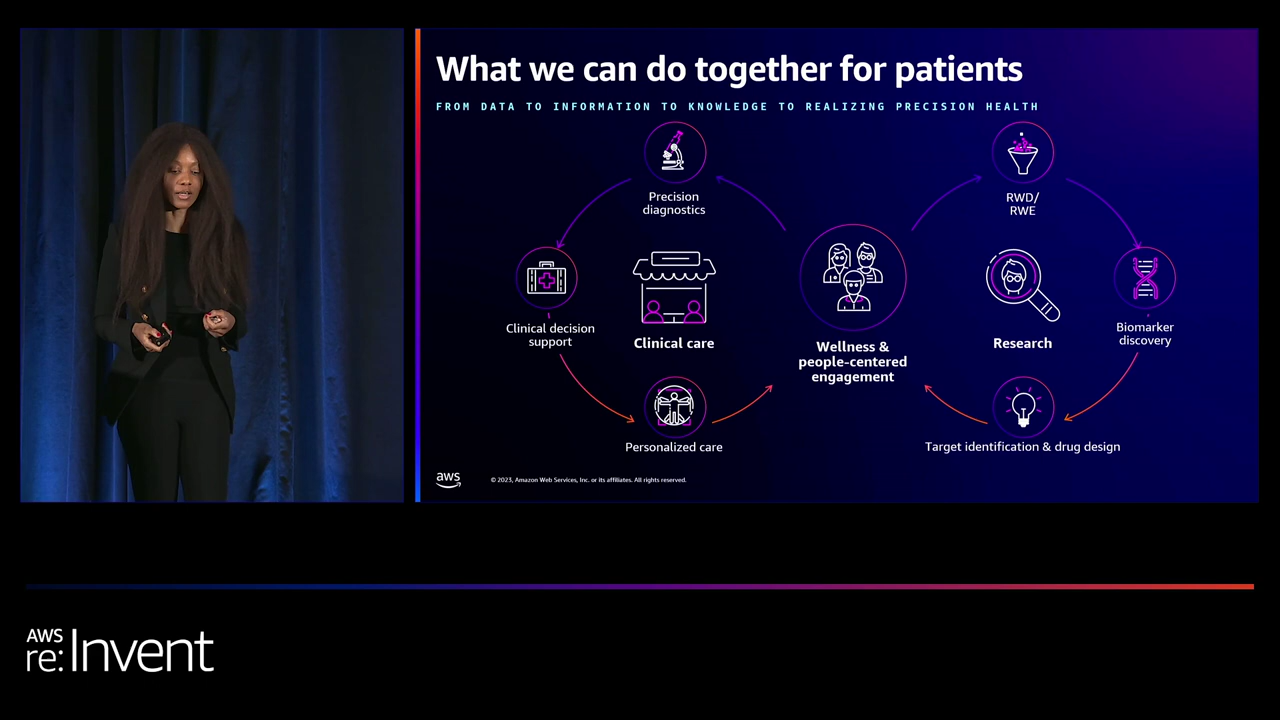 What we can do together for patients
FROM DATA TO INFORMATION TO KNOWLEDGE TO REALIZING PRECISION HEALTH
Precision
diagnostics
RWD/
RWE
Clinical decision
support
Clinical care
Wellness &
people-centered
engagement
Research
Biomarker
discovery
Personalized care
Target identification & drug design
aws
© 2023, Amazon Web Services, Inc. or its affiliates. All rights reserved.
AWS
re:Invent